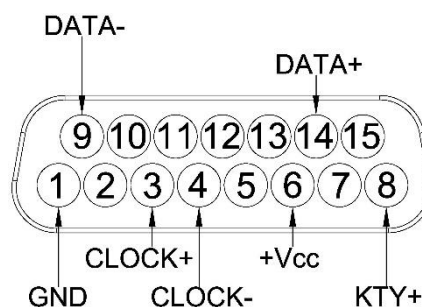 DATA-
DATA+
9 10 11 12 13 14 15
1 2 3 4 5 6 7 8
CLOCK+ +Vcc
GND CLOCK- KTY+